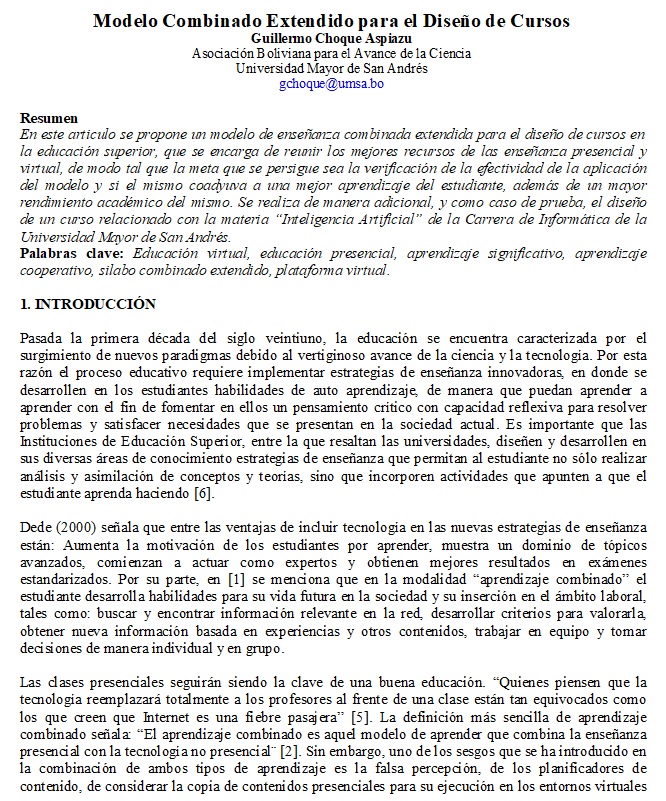 Modelo Combinado Extendido para el Diseño de Cursos
Guillermo Choque Aspiazu
Asociación Boliviana para el Avance de la Ciencia
Universidad Mayor de San Andrés
gchoque@umsa.bo
Resumen
En este articulo se propone un modelo de enseñanza combinada extendida para el diseño de cursos en
la educación superior, que se encarga de reunir los mejores recursos de las enseñanza presencial y
virtual, de modo tal que la meta que se persigue sea la verificación de la efectividad de la aplicación
del modelo y si el mismo coadyuva a una mejor aprendizaje del estudiante, además de un mayor
rendimiento académico del mismo. Se realiza de manera adicional, y como caso de prueba, el diseño
de un curso relacionado con la materia “Inteligencia Artificial” de la Carrera de Informática de la
Universidad Mayor de San Andrés.
Palabras clave: Educación virtual, educación presencial, aprendizaje significativo, aprendizaje
cooperativo, silabo combinado extendido, plataforma virtual.
1. INTRODUCCIÓN
Pasada la primera década del siglo veintiuno, la educación se encuentra caracterizada por el
surgimiento de nuevos paradigmas debido al vertiginoso avance de la ciencia y la tecnología. Por esta
razón el proceso educativo requiere implementar estrategias de enseñanza innovadoras, en donde se
desarrollen en los estudiantes habilidades de auto aprendizaje, de manera que puedan aprender a
aprender con el fin de fomentar en ellos un pensamiento crítico con capacidad reflexiva para resolver
problemas y satisfacer necesidades que se presentan en la sociedad actual. Es importante que las
Instituciones de Educación Superior, entre la que resaltan las universidades, diseñen y desarrollen en
sus diversas áreas de conocimiento estrategias de enseñanza que permitan al estudiante no sólo realizar
análisis y asimilación de conceptos y teorías, sino que incorporen actividades que apunten a que el
estudiante aprenda haciendo [6].
Dede (2000) señala que entre las ventajas de incluir tecnología en las nuevas estrategias de enseñanza
están: Aumenta la motivación de los estudiantes por aprender, muestra un dominio de tópicos
avanzados, comienzan a actuar como expertos y obtienen mejores resultados en exámenes
estandarizados. Por su parte, en [1] se menciona que en la modalidad “aprendizaje combinado” el
estudiante desarrolla habilidades para su vida futura en la sociedad y su inserción en el ámbito laboral,
tales como: buscar y encontrar información relevante en la red, desarrollar criterios para valorarla,
obtener nueva información basada en experiencias y otros contenidos, trabajar en equipo y tomar
decisiones de manera individual y en grupo.
Las clases presenciales seguirán siendo la clave de una buena educación. “Quienes piensen que la
tecnología reemplazará totalmente a los profesores al frente de una clase están tan equivocados como
los que creen que Internet es una fiebre pasajera” [5]. La definición más sencilla de aprendizaje
combinado señala: “El aprendizaje combinado es aquel modelo de aprender que combina la enseñanza
presencial con la tecnología no presencial¨ [2]. Sin embargo, uno de los sesgos que se ha introducido en
la combinación de ambos tipos de aprendizaje es la falsa percepción, de los planificadores de
contenido, de considerar la copia de contenidos presenciales para su ejecución en los entornos virtuales